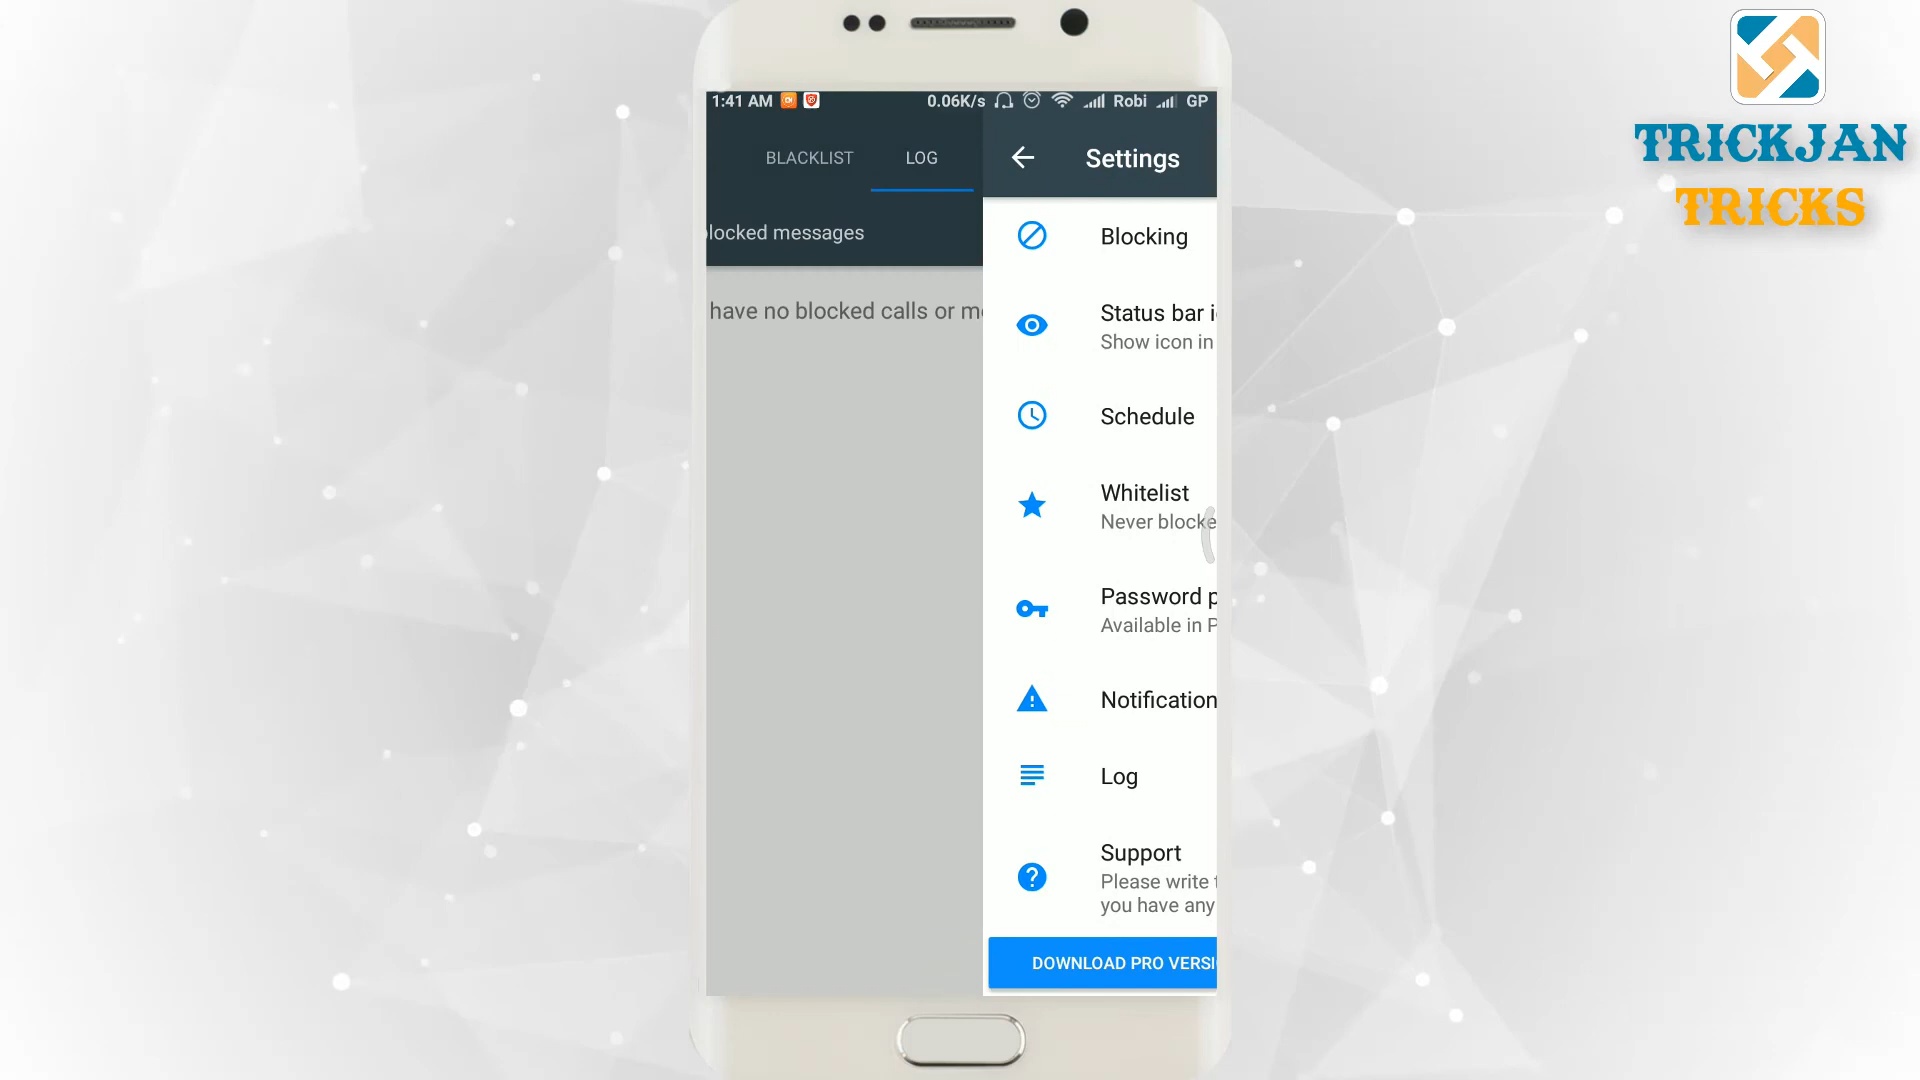 1:41 AM 0.06K/s Robi GP
BLACKLIST LOG
Settings
locked messages
have no blocked calls or m
Blocking
Status bar i
Show icon in
Schedule
Whitelist
Never blocke
Password p
Available in P
Notification
Log
Support
Please write
you have any
DOWNLOAD PRO VERSI
TRICKJAN
TRICKS